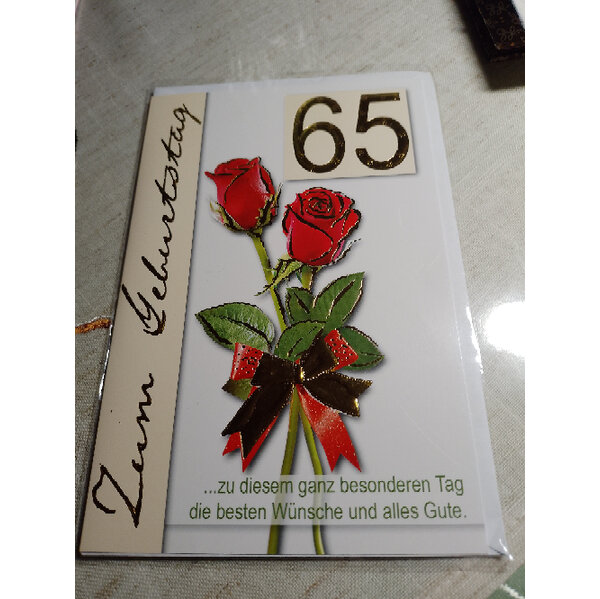 Zum Geburtstag
65
...zu diesem ganz besonderen Tag
die besten Wünsche und alles Gute.